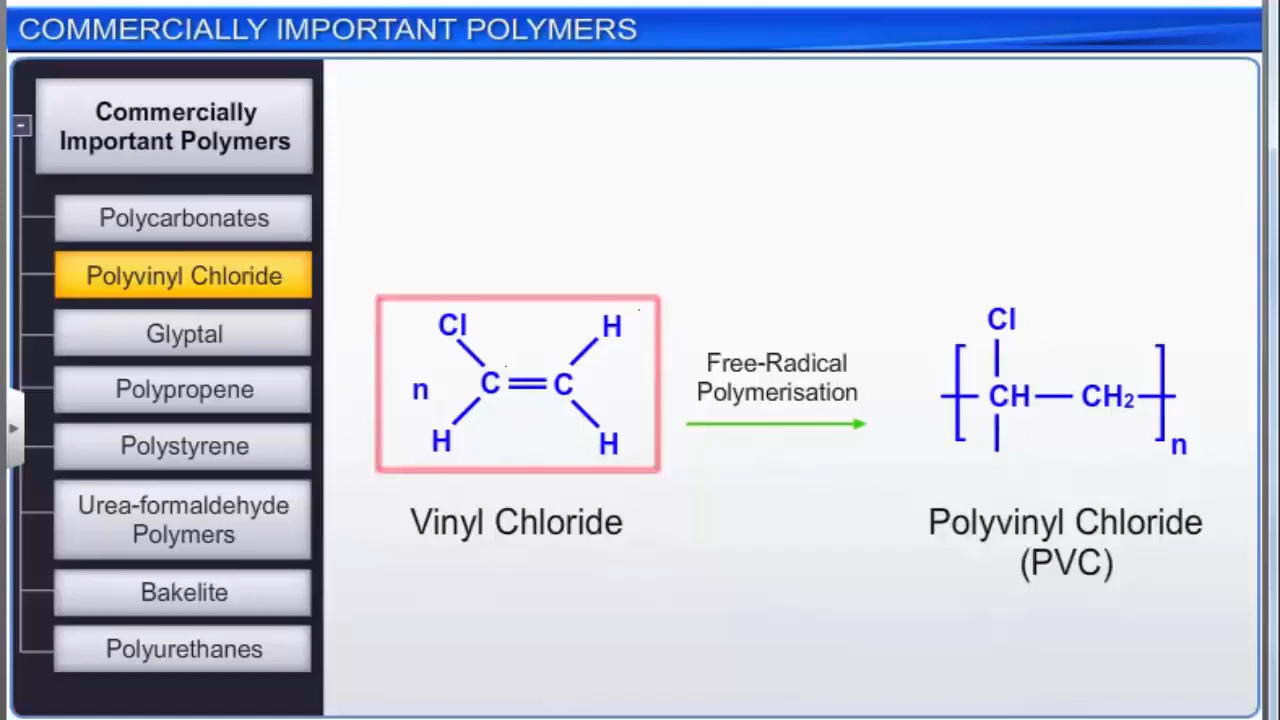 COMMERCIALLY IMPORTANT POLYMERS
Commercially
Important Polymers
Polycarbonates
Polyvinyl Chloride
Glyptal
Polypropene
Polystyrene
Urea-formaldehyde
Polymers
Bakelite
Polyurethanes
Cl H
n C C
H H
Vinyl Chloride
Free-Radical
Polymerisation
Cl
CH CH₂
n
Polyvinyl Chloride
(PVC)